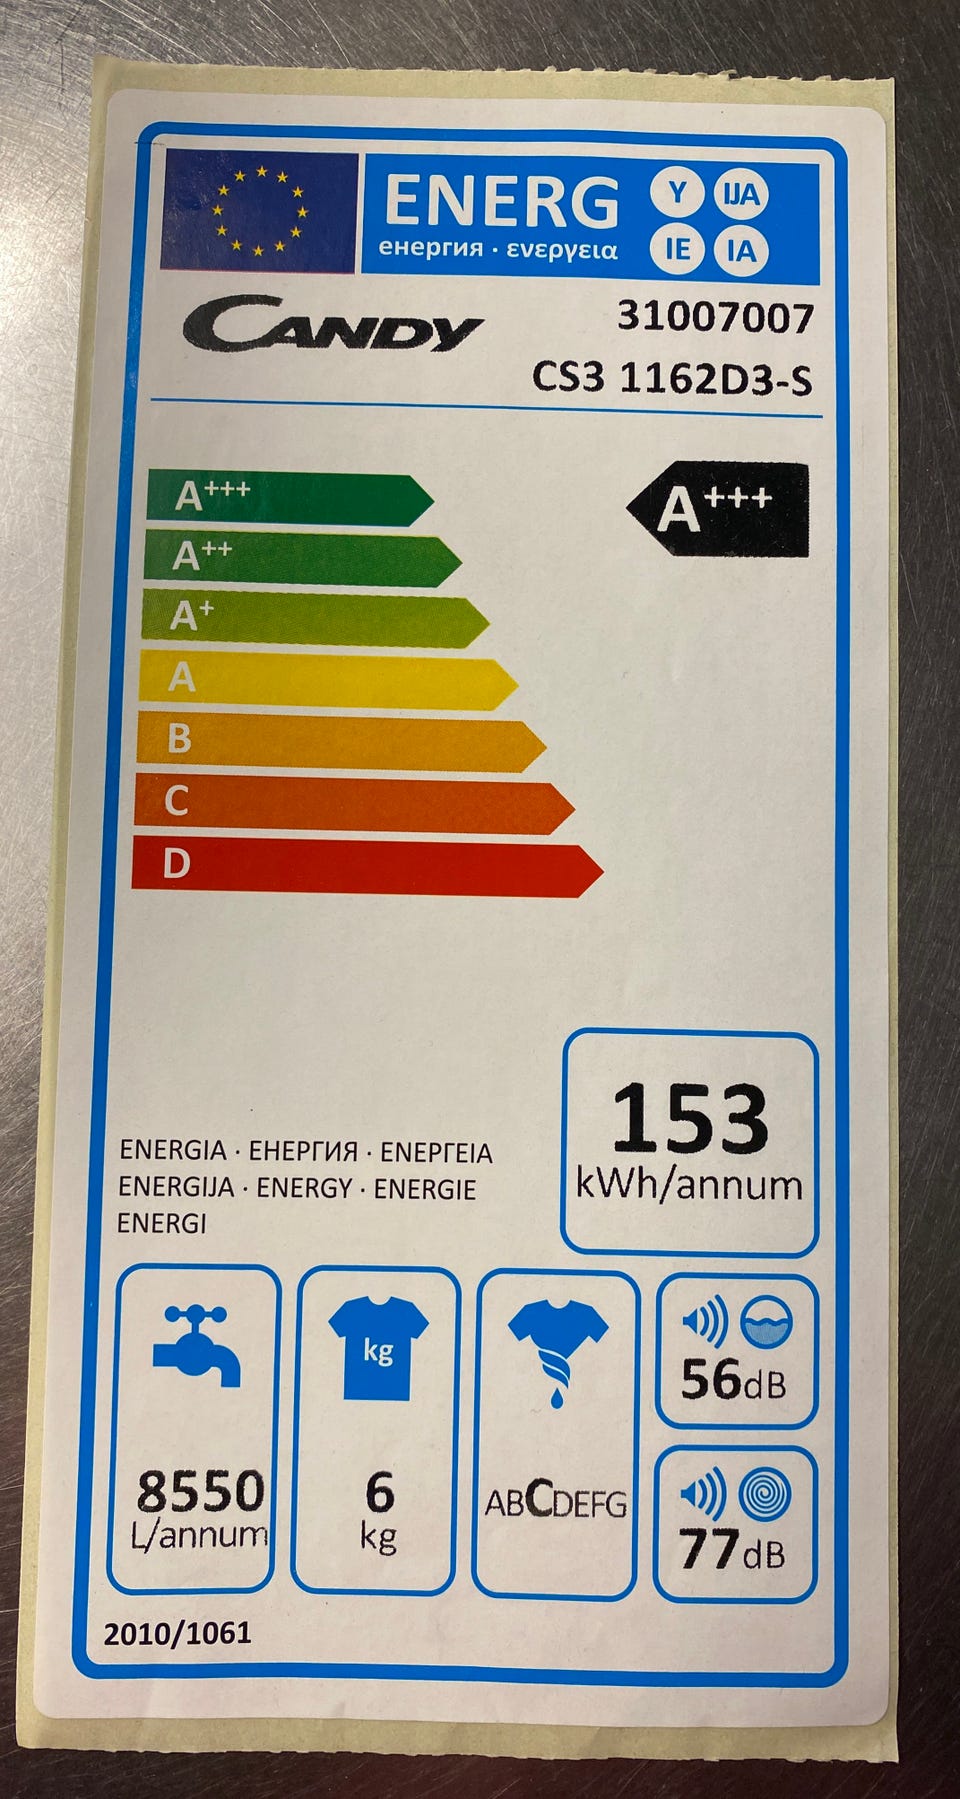 ENERG Y IJA
енергия · ενεργεια IE IA
CANDY 31007007
CS3 1162D3-S
A+++ A+++
A++
A+
A
B
C
D
153
kWh/annum
ENERGIA · ЕНЕРГИЯ · ΕΝΕΡΓΕΙΑ
ENERGIJA · ENERGY · ENERGIE
ENERGI
kg
56dB
8550
L/annum
6
kg
ABCDEFG
77dB
2010/1061